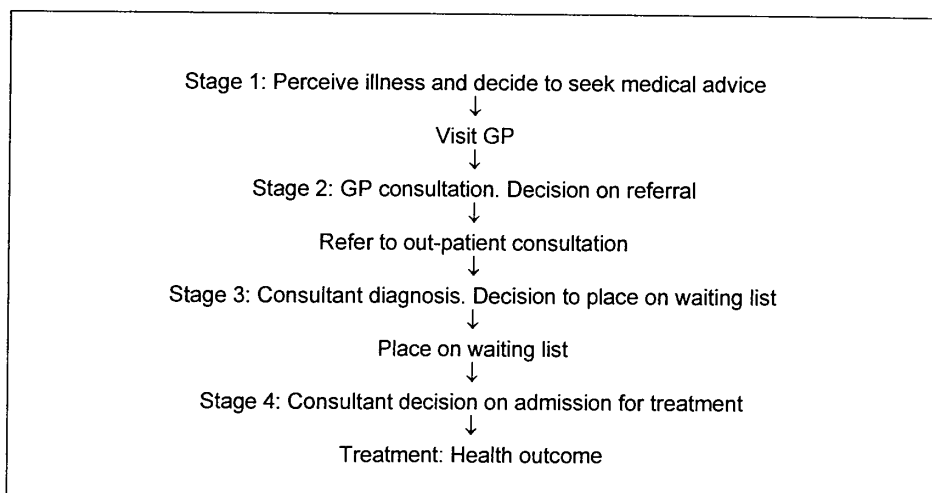 Stage 1: Perceive illness and decide to seek medical advice
↓
Visit GP
↓
Stage 2: GP consultation. Decision on referral
↓
Refer to out-patient consultation
↓
Stage 3: Consultant diagnosis. Decision to place on waiting list
↓
Place on waiting list
↓
Stage 4: Consultant decision on admission for treatment
↓
Treatment: Health outcome